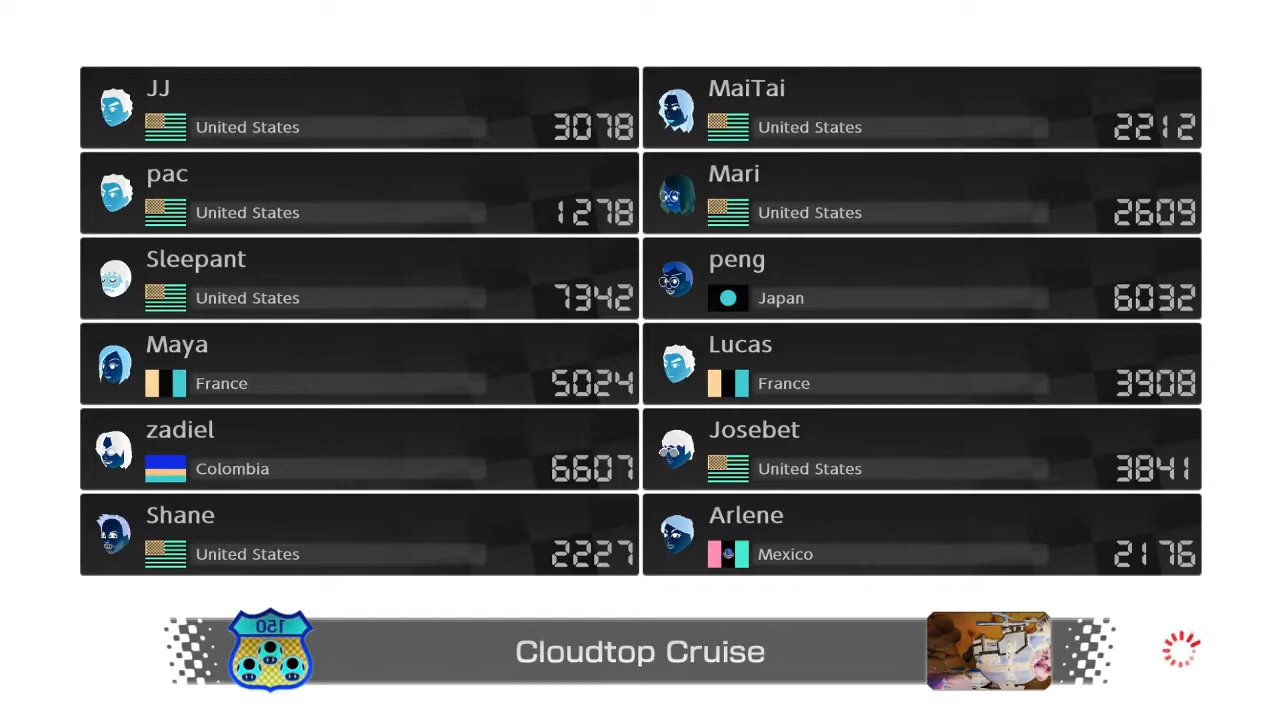 JJ
United States 3078
MaiTai
United States 2212
pac
United States 1278
Mari
United States 2609
Sleepant
United States 7342
peng
Japan 6032
Maya
France 5024
Lucas
France 3908
zadiel
Colombia 6607
Josebet
United States 3841
Shane
United States 2227
Arlene
Mexico 2176
150
Cloudtop Cruise